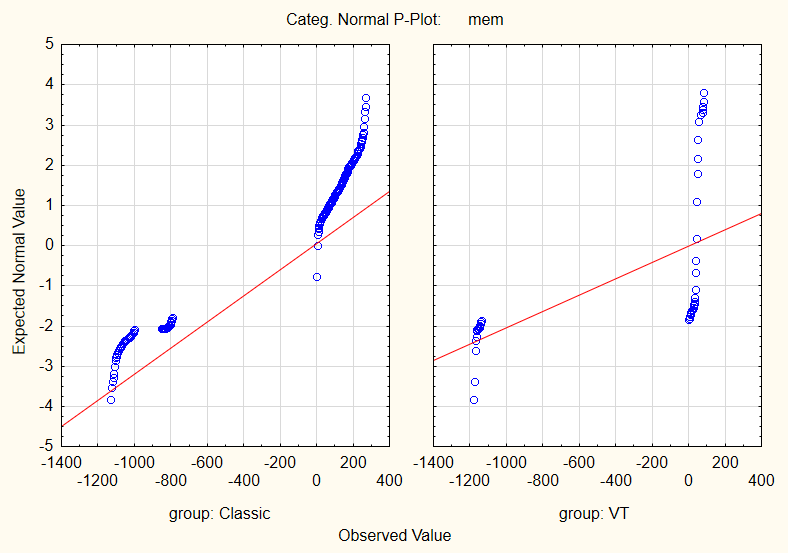 Categ. Normal P-Plot: mem
5
4
3
2
1
0
-1
-2
-3
-4
-5
Expected Normal Value
-1400 -1000 -600 -200 200 -1400 -1000 -600 -200 200
-1200 -800 -400 0 400 -1200 -800 -400 0 400
group: Classic group: VT
Observed Value